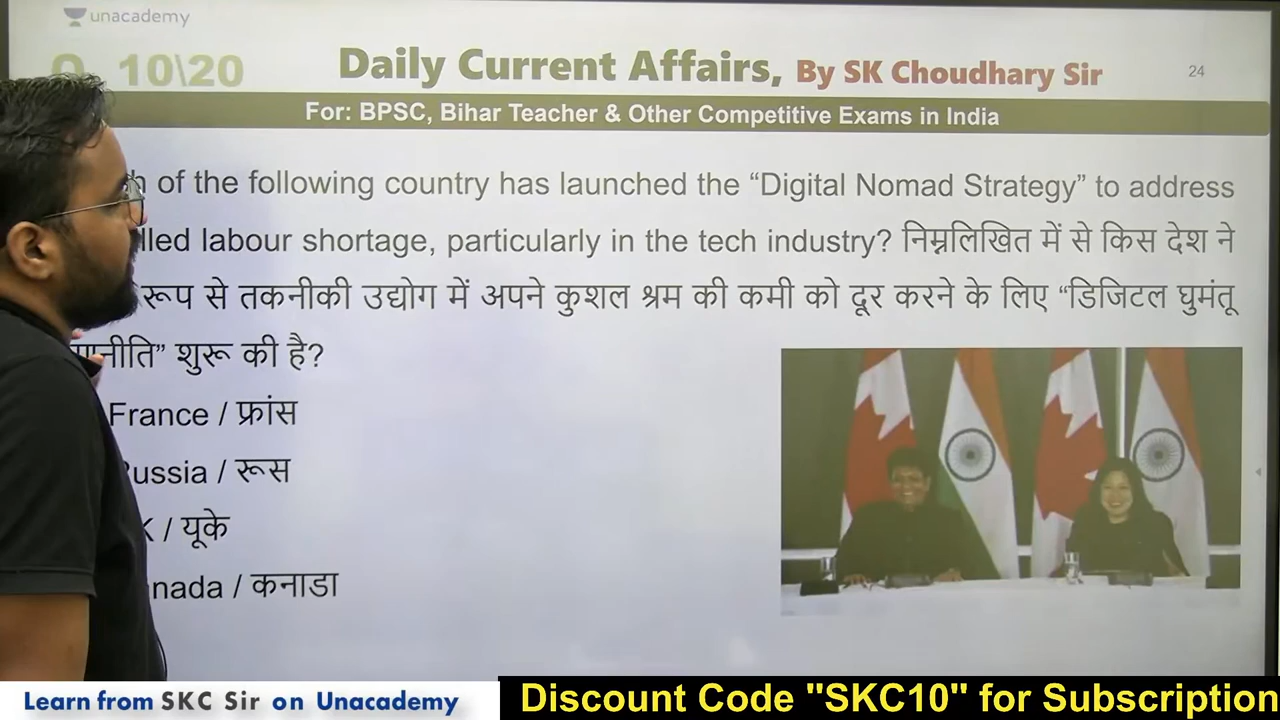 unacademy
Q. 10\20
Daily Current Affairs, By SK Choudhary Sir
24
For: BPSC, Bihar Teacher & Other Competitive Exams in India
of the following country has launched the “Digital Nomad Strategy” to address
labour shortage, particularly in the tech industry? निम्नलिखित में से किस देश ने
रूप से तकनीकी उद्योग में अपने कुशल श्रम की कमी को दूर करने के लिए “डिजिटल घुमंतू
शुरू की है?
France / फ्रांस
/ रूस
/ यूके
/ कनाडा
Learn from SKC Sir on Unacademy
Discount Code "SKC10" for Subscription